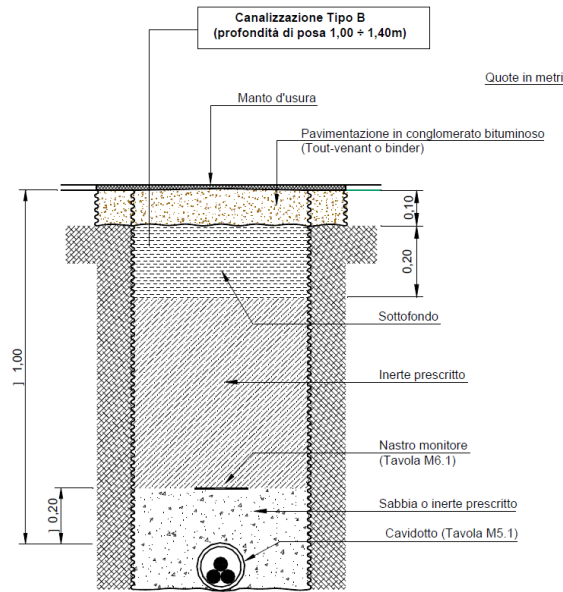 Canalizzazione Tipo B
(profondità di posa 1,00 ÷ 1,40m)
Quote in metri
Manto d'usura
Pavimentazione in conglomerato bituminoso
(Tout-venant o binder)
0,10
0,20
Sottofondo
] 1,00
Inerte prescritto
Nastro monitore
(Tavola M6.1)
] 0,20
Sabbia o inerte prescritto
Cavidotto (Tavola M5.1)